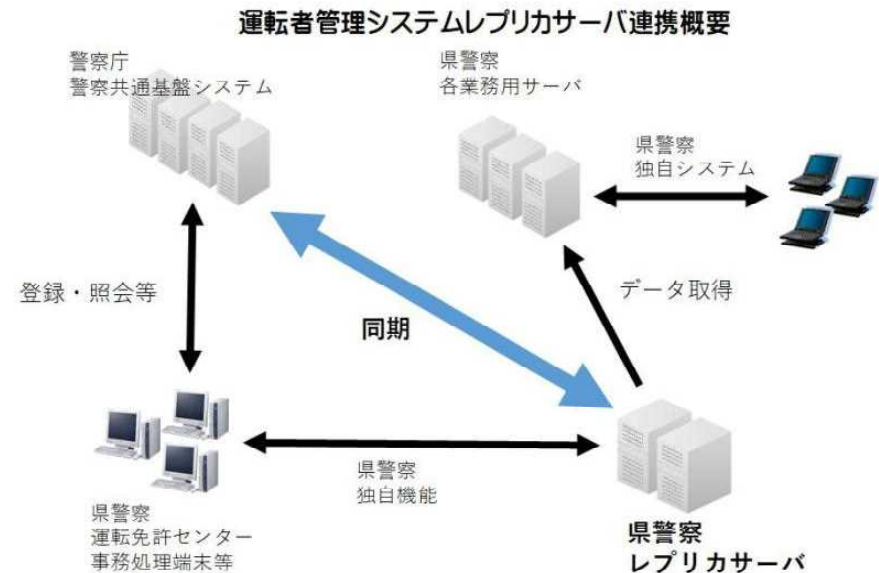 運転者管理システムレプリカサーバ連携概要
警察庁
警察共通基盤システム
県警察
各業務用サーバ
県警察
独自システム
登録・照会等
同期
データ取得
県警察
独自機能
県警察
運転免許センター
事務処理端末等
県警察
レプリカサーバ